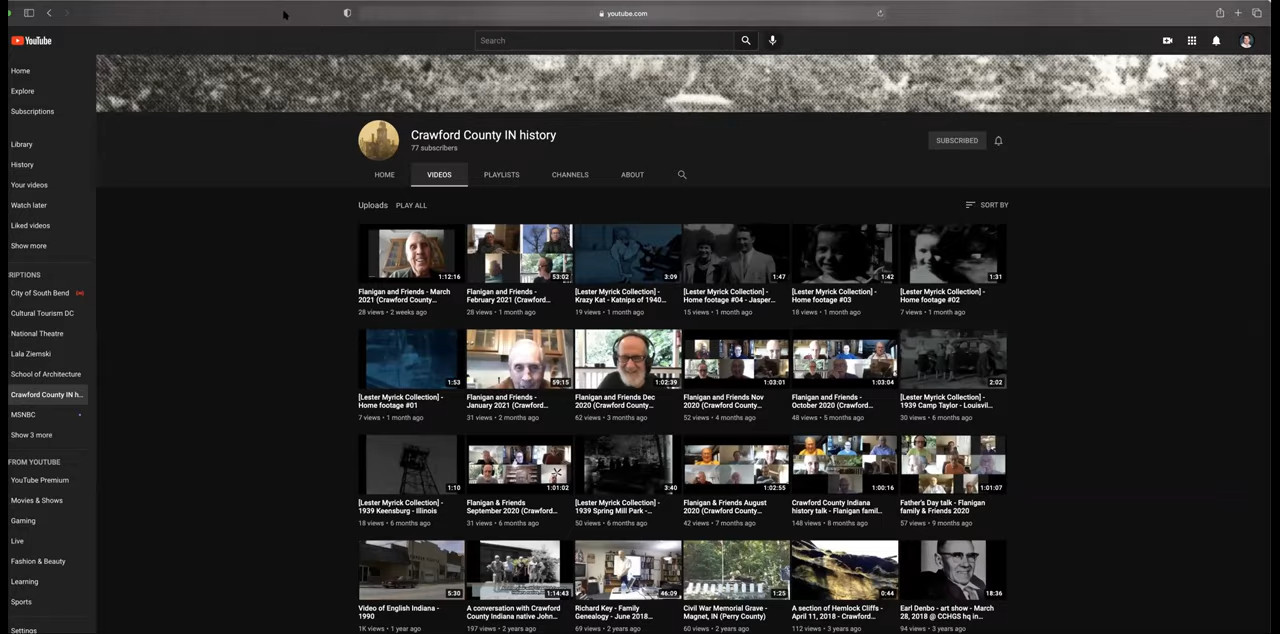 youtube.com
YouTube
Search
Home
Explore
Subscriptions
Library
History
Your videos
Watch later
Liked videos
Show more
RIPTIONS
City of South Bend
Cultural Tourism DC
National Theatre
Lala Ziemski
School of Architecture
Crawford County IN h...
MSNBC
Show 3 more
FROM YOUTUBE
YouTube Premium
Movies & Shows
Gaming
Live
Fashion & Beauty
Learning
Sports
Settings
Crawford County IN history
77 subscribers
SUBSCRIBED
HOME VIDEOS PLAYLISTS CHANNELS ABOUT
Uploads PLAY ALL SORT BY
1:12:16 53:02 3:09 1:47 1:42 1:31
Flanigan and Friends - March Flanigan and Friends - [Lester Myrick Collection] - [Lester Myrick Collection] - [Lester Myrick Collection] - [Lester Myrick Collection] -
2021 (Crawford County... February 2021 (Crawford... Krazy Kat - Katnips of 1940... Home footage #04 - Jasper... Home footage #03 Home footage #02
28 views • 2 weeks ago 28 views • 1 month ago 19 views • 1 month ago 15 views • 1 month ago 18 views • 1 month ago 7 views • 1 month ago
1:53 59:15 1:02:39 1:03:01 1:03:04 2:02
[Lester Myrick Collection] - Flanigan and Friends - Flanigan and Friends Dec Flanigan and Friends Nov Flanigan and Friends - [Lester Myrick Collection] -
Home footage #01 January 2021 (Crawford... 2020 (Crawford County... 2020 (Crawford County... October 2020 (Crawford... 1939 Camp Taylor - Louisvil...
7 views • 1 month ago 31 views • 2 months ago 62 views • 3 months ago 52 views • 4 months ago 48 views • 5 months ago 30 views • 6 months ago
1:10 1:01:02 3:40 1:02:55 1:00:16 1:01:07
[Lester Myrick Collection] - Flanigan & Friends [Lester Myrick Collection] - Flanigan & Friends August Crawford County Indiana Father's Day talk - Flanigan
1939 Keensburg - Illinois September 2020 (Crawford... 1939 Spring Mill Park -... 2020 (Crawford County... history talk - Flanigan famil... family & Friends 2020
18 views • 6 months ago 31 views • 6 months ago 50 views • 6 months ago 42 views • 7 months ago 148 views • 8 months ago 57 views • 9 months ago
5:30 1:14:43 46:09 1:25 0:44 18:36
Video of English Indiana - A conversation with Crawford Richard Key - Family Civil War Memorial Grave - A section of Hemlock Cliffs - Earl Denbo - art show - March
1990 County Indiana native John... Genealogy - June 2018... Magnet, IN (Perry County) April 11, 2018 - Crawford... 28, 2018 @ CCHGS hq in...
1K views • 1 year ago 197 views • 2 years ago 69 views • 2 years ago 60 views • 2 years ago 112 views • 3 years ago 94 views • 3 years ago